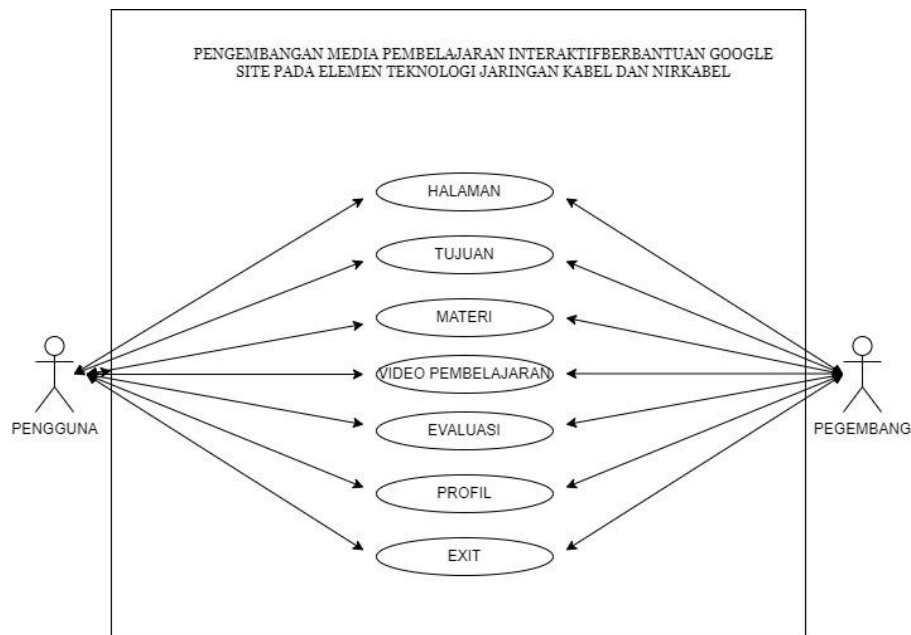 PENGEMBANGAN MEDIA PEMBELAJARAN INTERAKTIFBERBANTUAN GOOGLE
SITE PADA ELEMEN TEKNOLOGI JARINGAN KABEL DAN NIRKABEL
HALAMAN
TUJUAN
MATERI
VIDEO PEMBELAJARAN
EVALUASI
PROFIL
EXIT
PENGGUNA
PEGEMBANG